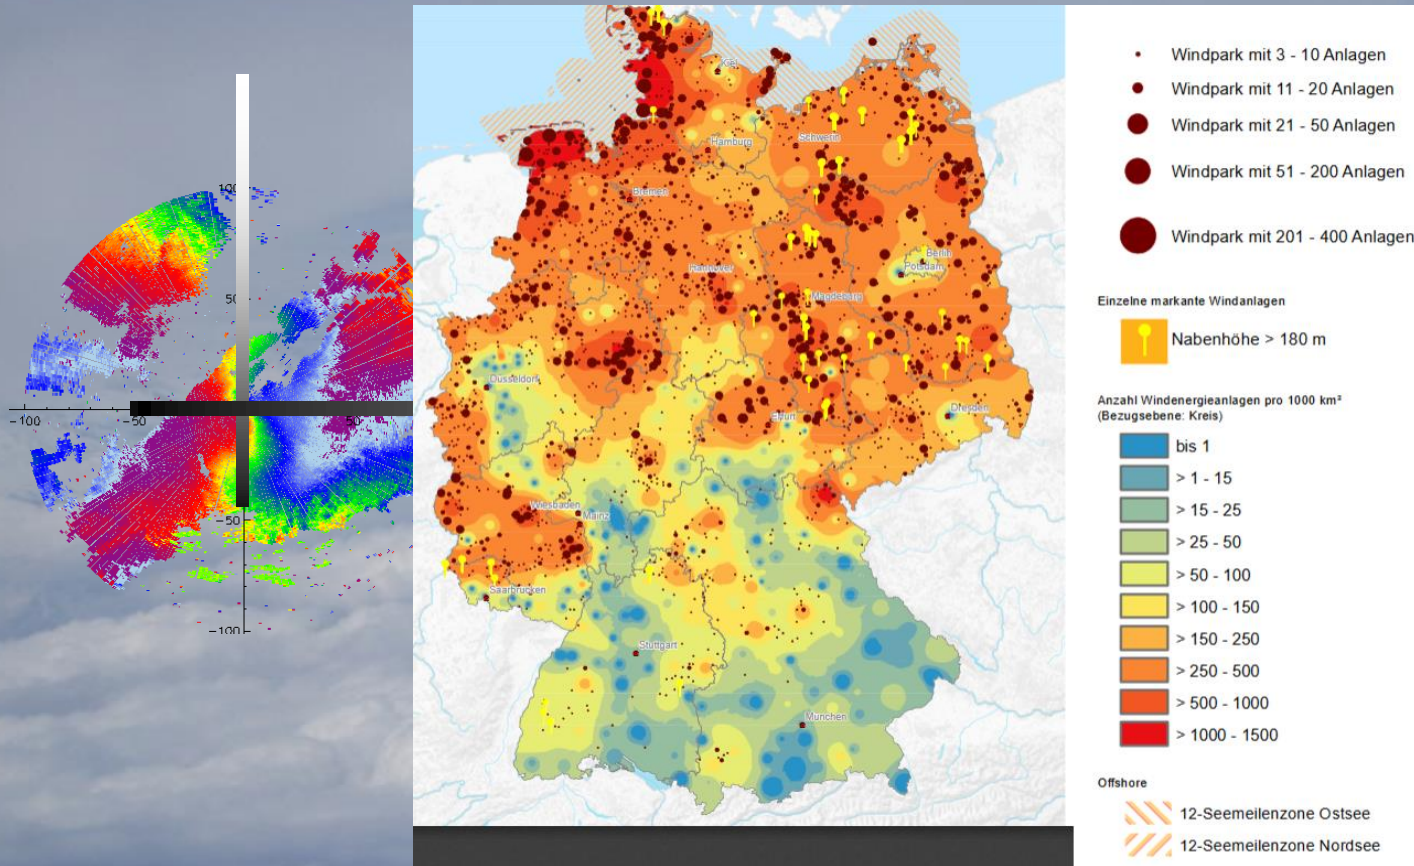 100
50
−100
−50
50
−50
−100
Kiel
Hamburg
Schwerin
Bremen
Berlin
Potsdam
Hannover
Magdeburg
Düsseldorf
Erfurt
Dresden
Wiesbaden
Mainz
Saarbrücken
Stuttgart
München
Windpark mit 3 - 10 Anlagen
Windpark mit 11 - 20 Anlagen
Windpark mit 21 - 50 Anlagen
Windpark mit 51 - 200 Anlagen
Windpark mit 201 - 400 Anlagen
Einzelne markante Windanlagen
Nabenhöhe > 180 m
Anzahl Windenergieanlagen pro 1000 km²
(Bezugsebene: Kreis)
bis 1
> 1 - 15
> 15 - 25
> 25 - 50
> 50 - 100
> 100 - 150
> 150 - 250
> 250 - 500
> 500 - 1000
> 1000 - 1500
Offshore
12-Seemeilenzone Ostsee
12-Seemeilenzone Nordsee